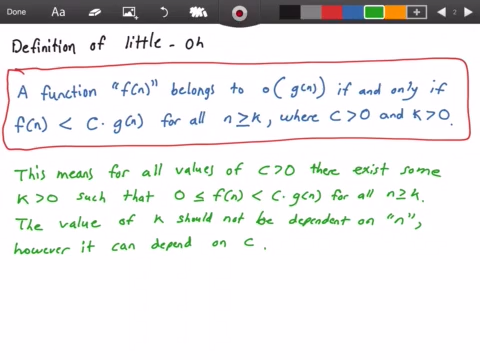 Done
Aa
2
Definition of little-oh
A function "f(n)" belongs to o(g(n)) if and only if
f(n) < C · g(n) for all n ≥ k, where C > 0 and k > 0.
This means for all values of C > 0 there exist some
K > 0 such that 0 ≤ f(n) < C · g(n) for all n ≥ k.
The value of K should not be dependent on "n",
however it can depend on C.